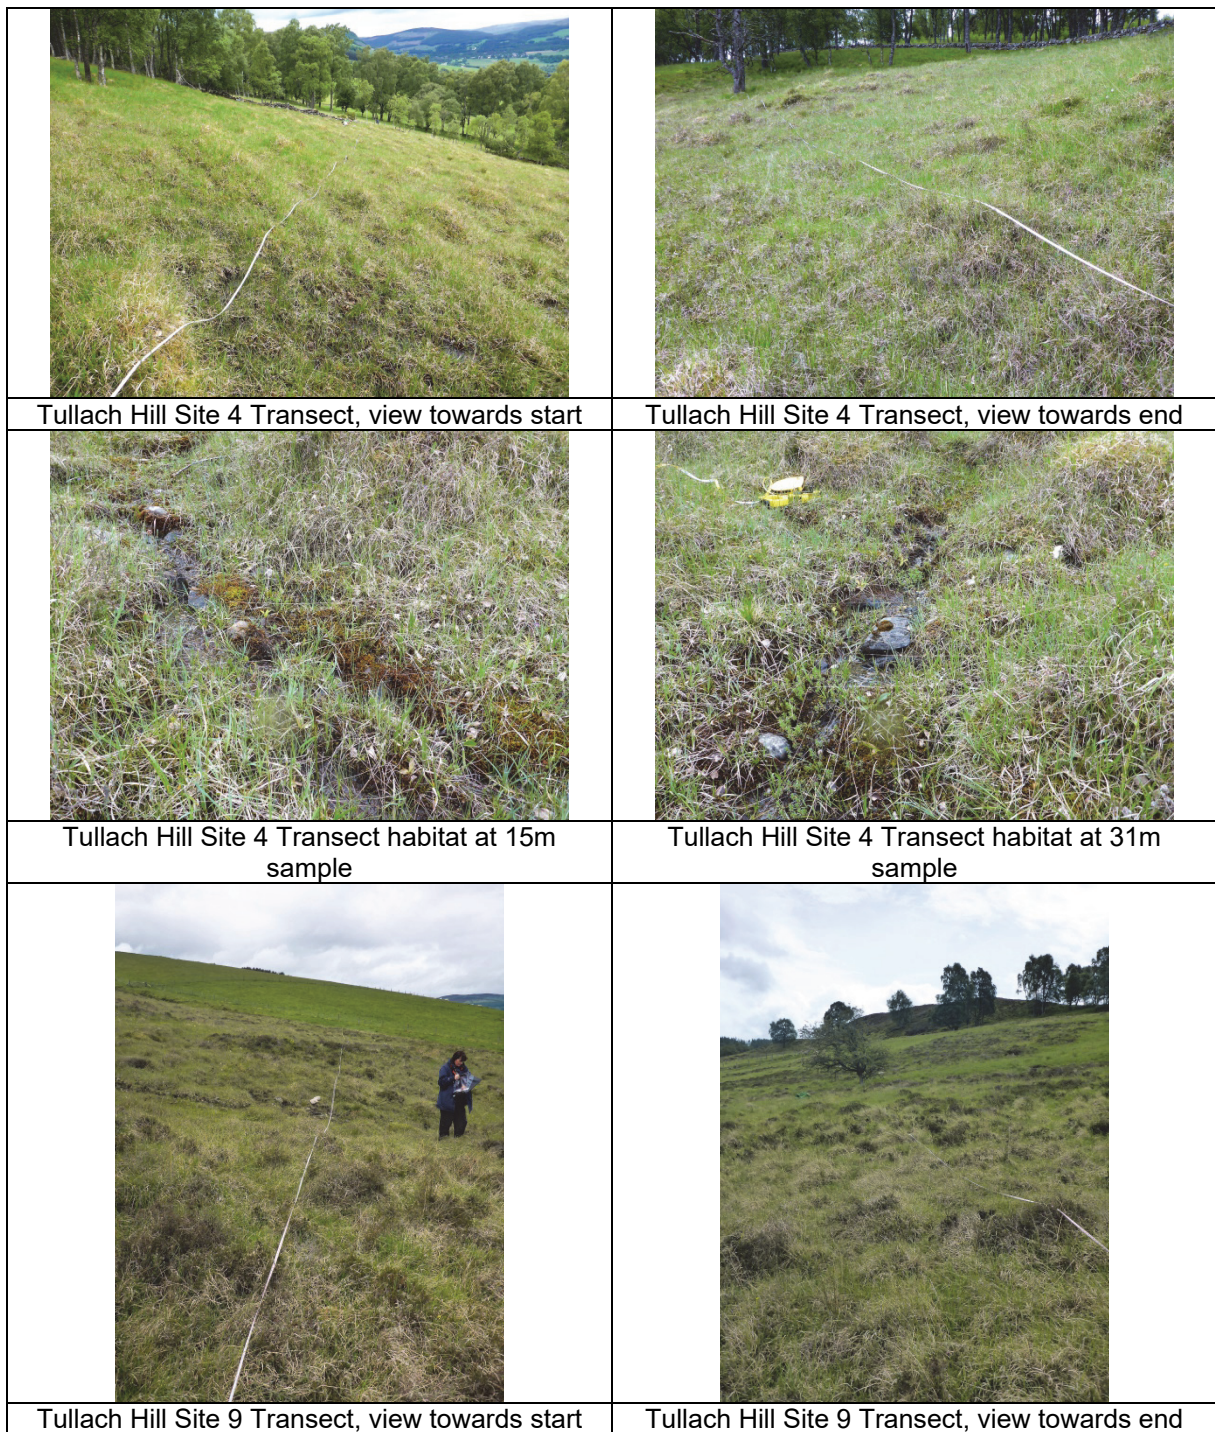 Tullach Hill Site 4 Transect, view towards start
Tullach Hill Site 4 Transect, view towards end
Tullach Hill Site 4 Transect habitat at 15m
sample
Tullach Hill Site 4 Transect habitat at 31m
sample
Tullach Hill Site 9 Transect, view towards start
Tullach Hill Site 9 Transect, view towards end